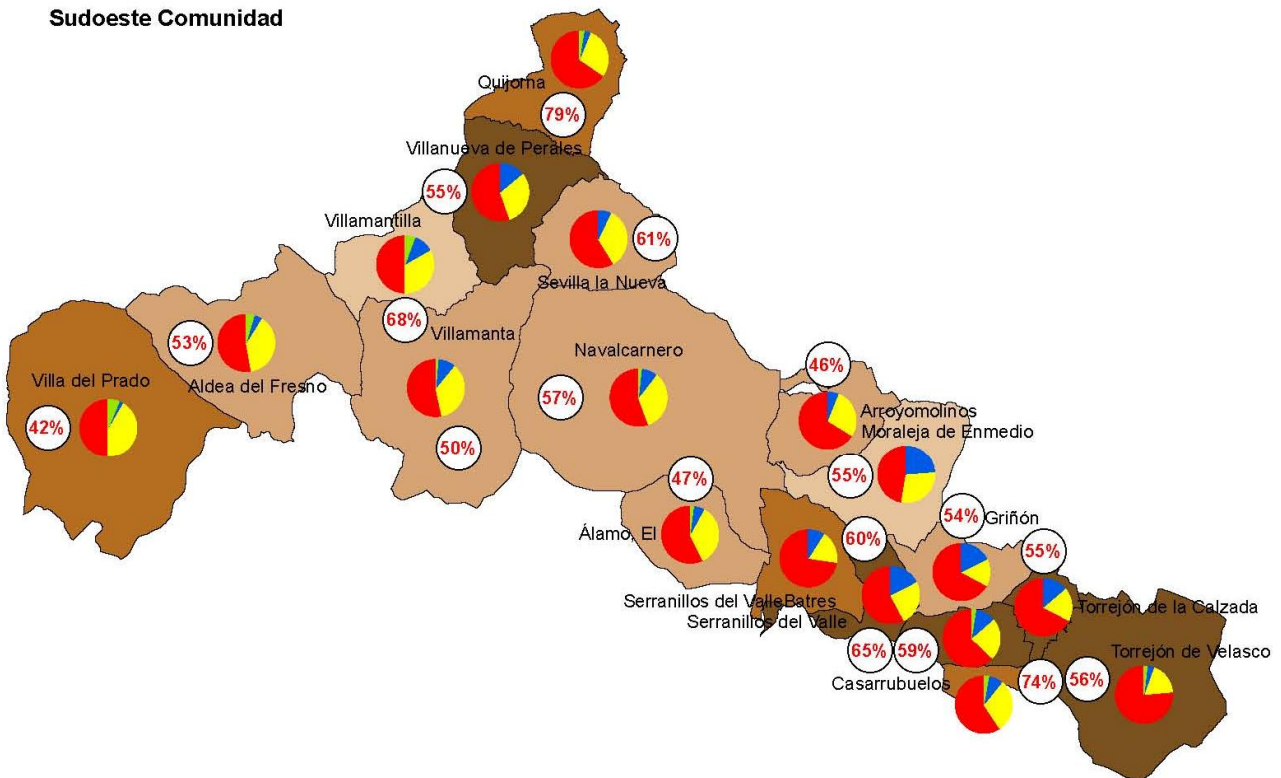 Sudoeste Comunidad
Quijorna
79%
Villanueva de Perales
55%
Villamantilla
61%
Sevilla la Nueva
68%
Villamanta
53%
Aldea del Fresno
Navalcarnero
46%
Villa del Prado
57%
Arroyomolinos
42%
Moraleja de Enmedio
50%
55%
47%
54%
Griñón
Álamo, El
60%
55%
Serranillos del Valle
Batres
Torrejón de la Calzada
Serranillos del Valle
65%
59%
Torrejón de Velasco
Casarrubuelos
74%
56%